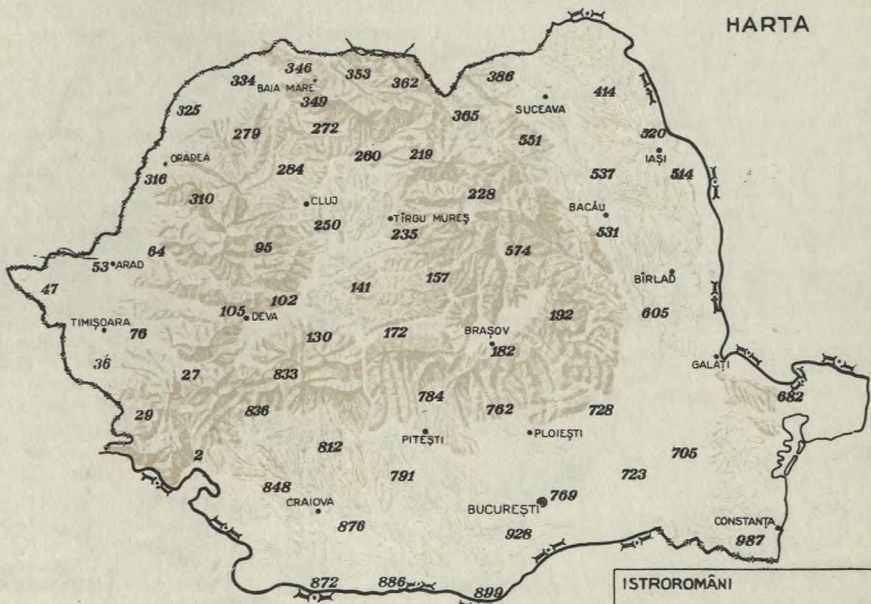 HARTA
346 353 386
334 BAIA MARE 362 414
325 349 365 SUCEAVA
279 272 551 520
ORADEA 260 219 IAȘI
316 284 537 514
310 CLUJ 228 BACĂU
250 TÎRGU MUREȘ 531
64 95 235 574
53 ARAD 157 BÎRLAD
47 105 102 141 192 605
TIMIȘOARA 76 DEVA 130 172 BRAȘOV
36 182 GALAȚI
27 833 784 682
29 836 762 728
812 PITEȘTI PLOIEȘTI
2 791 723 705
848 CRAIOVA BUCUREȘTI 769
876 928 CONSTANȚA
987
872 886 899
ISTROROMÂNI